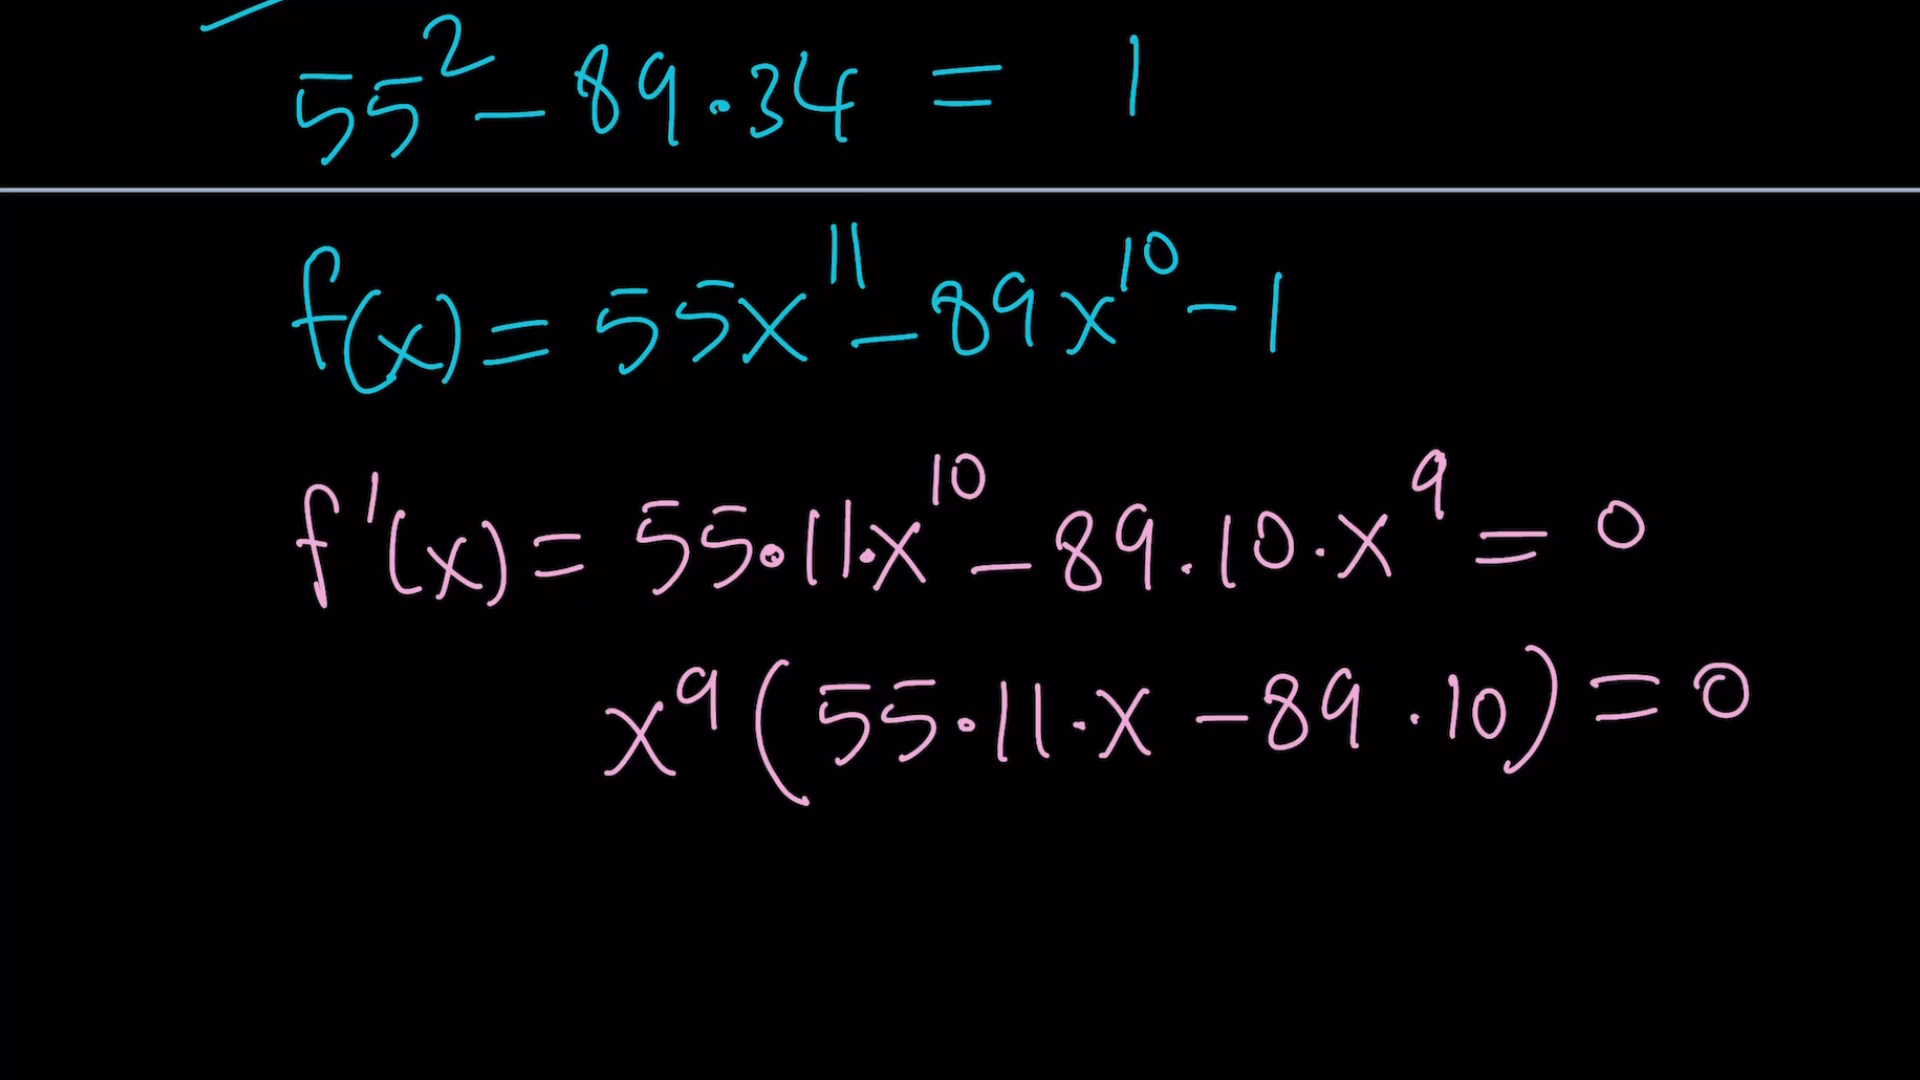 55² - 89·34 = 1
f(x) = 55x¹¹ - 89x¹⁰ - 1
f'(x) = 55·11·x¹⁰ - 89·10·x⁹ = 0
x⁹(55·11·x - 89·10) = 0